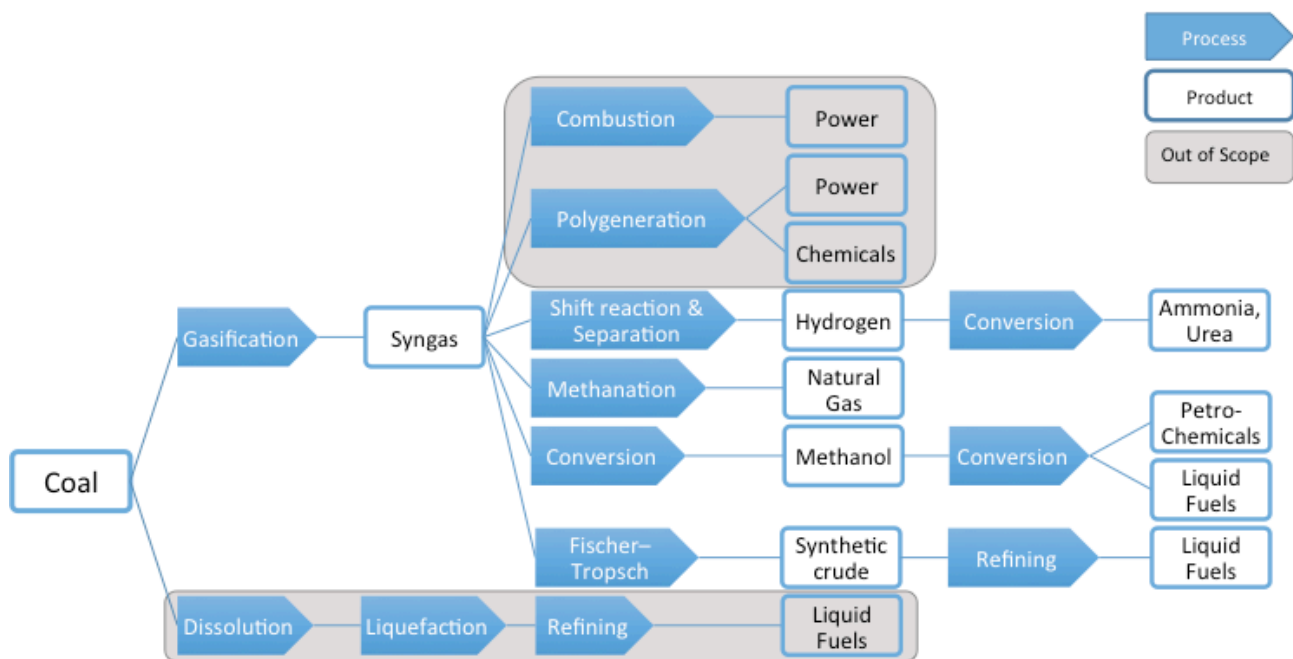 Process
Product
Out of Scope
Combustion
Power
Polygeneration
Power
Chemicals
Gasification
Syngas
Shift reaction &
Separation
Hydrogen
Conversion
Ammonia,
Urea
Methanation
Natural
Gas
Coal
Conversion
Methanol
Conversion
Petro-
Chemicals
Liquid
Fuels
Fischer–
Tropsch
Synthetic
crude
Refining
Liquid
Fuels
Dissolution
Liquefaction
Refining
Liquid
Fuels